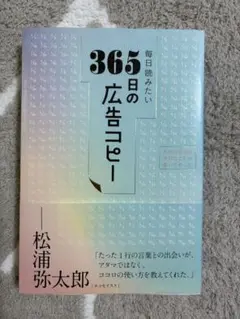 毎日読みたい
365日の
広告コピー
松浦
弥太郎
「たった1行の言葉との出会いが、
アタマではなく、
ココロの使い方を教えてくれた。」